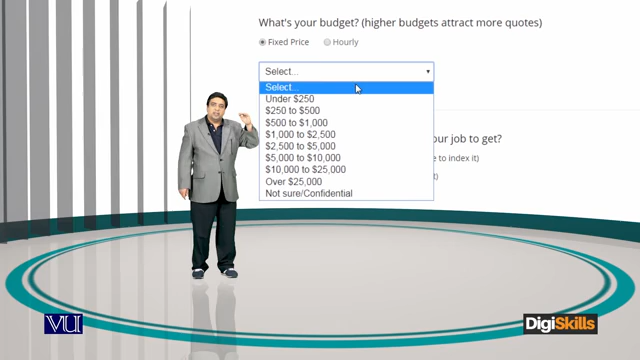 What's your budget? (higher budgets attract more quotes)
Fixed Price Hourly
Select...
Select...
Under $250
$250 to $500
$500 to $1,000
$1,000 to $2,500
$2,500 to $5,000
$5,000 to $10,000
$10,000 to $25,000
Over $25,000
Not sure/Confidential
our job to get?
e to index it)
t)
VU
DigiSkills